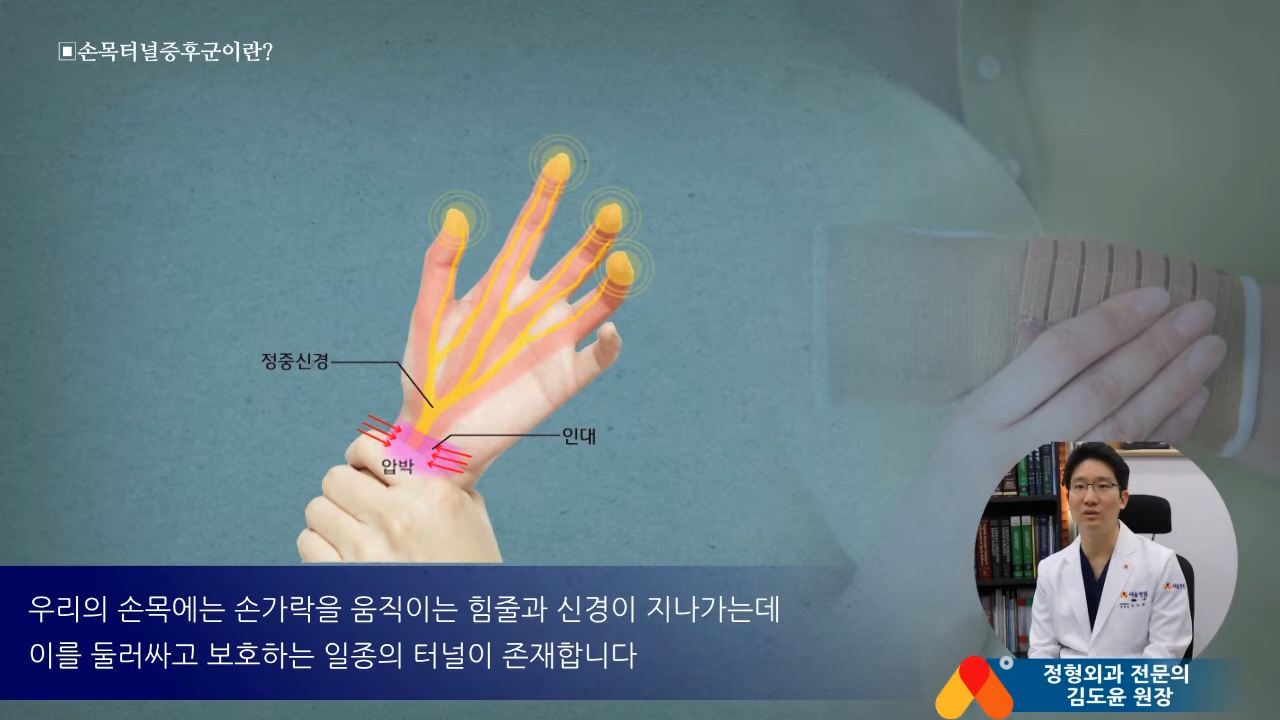 ▣손목터널중후군이란?
정중신경
인대
압박
우리의 손목에는 손가락을 움직이는 힘줄과 신경이 지나가는데
이를 둘러싸고 보호하는 일종의 터널이 존재합니다
정형외과 전문의
김도윤 원장